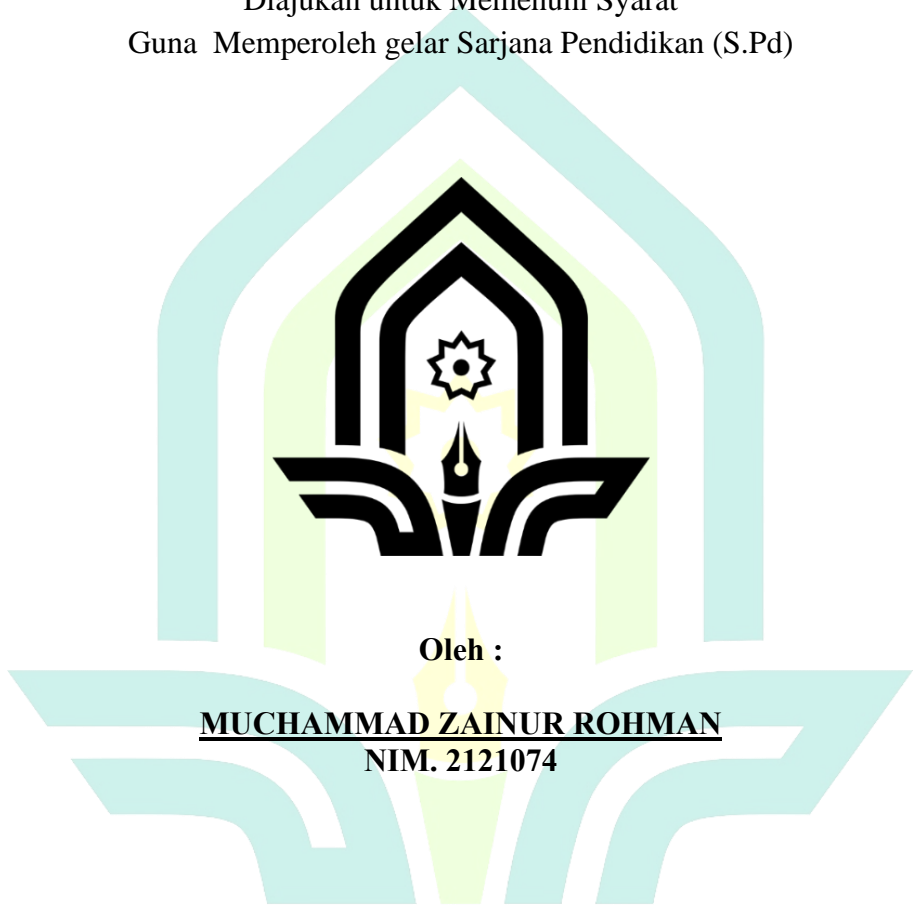 Diajukan untuk Memenuhi Syarat
Guna Memperoleh gelar Sarjana Pendidikan (S.Pd)
Oleh :
MUCHAMMAD ZAINUR ROHMAN
NIM. 2121074